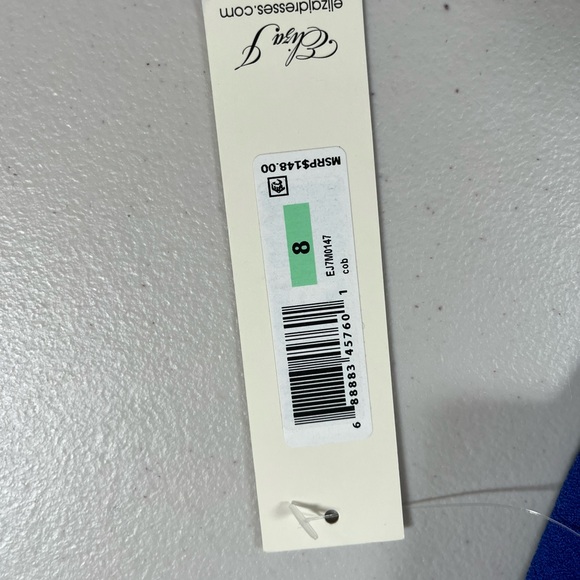 elizajdresses.com
Eliza J
MSRP$148.00
8
EJ7M0147
cob
6 88883 45760 1